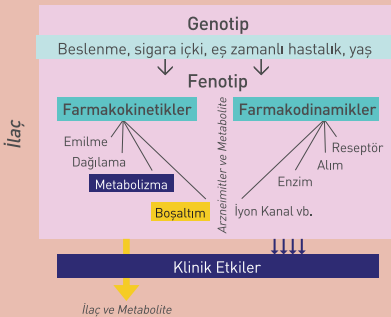 Genotip
Beslenme, sigara içki, eş zamanlı hastalık, yaş
Fenotip
İlaç
Farmakokinetikler
Farmakodinamikler
Emilme
Dağılama
Metabolizma
Boşaltım
Arzneimitler ve Metabolite
Reseptör
Alım
Enzim
İyon Kanal vb.
Klinik Etkiler
İlaç ve Metabolite